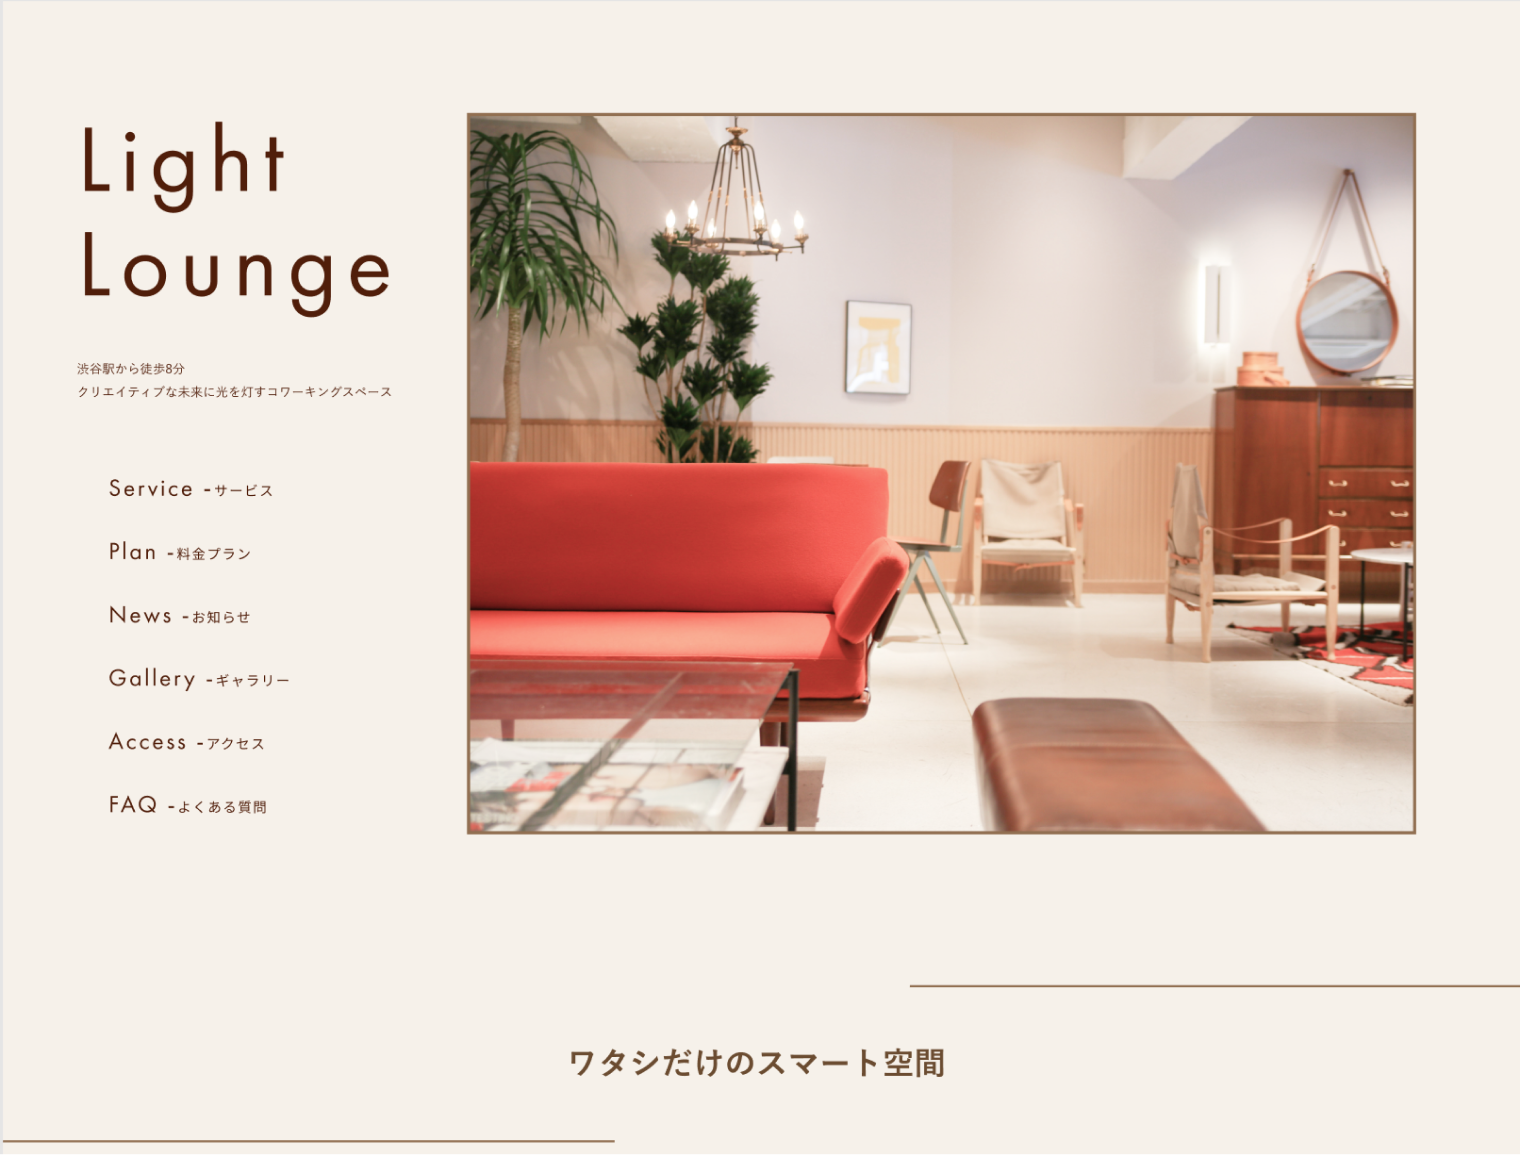 Light
Lounge
渋谷駅から徒歩8分
クリエイティブな未来に光を灯すコワーキングスペース
Service -サービス
Plan -料金プラン
News -お知らせ
Gallery -ギャラリー
Access -アクセス
FAQ -よくある質問
ワタシだけのスマート空間